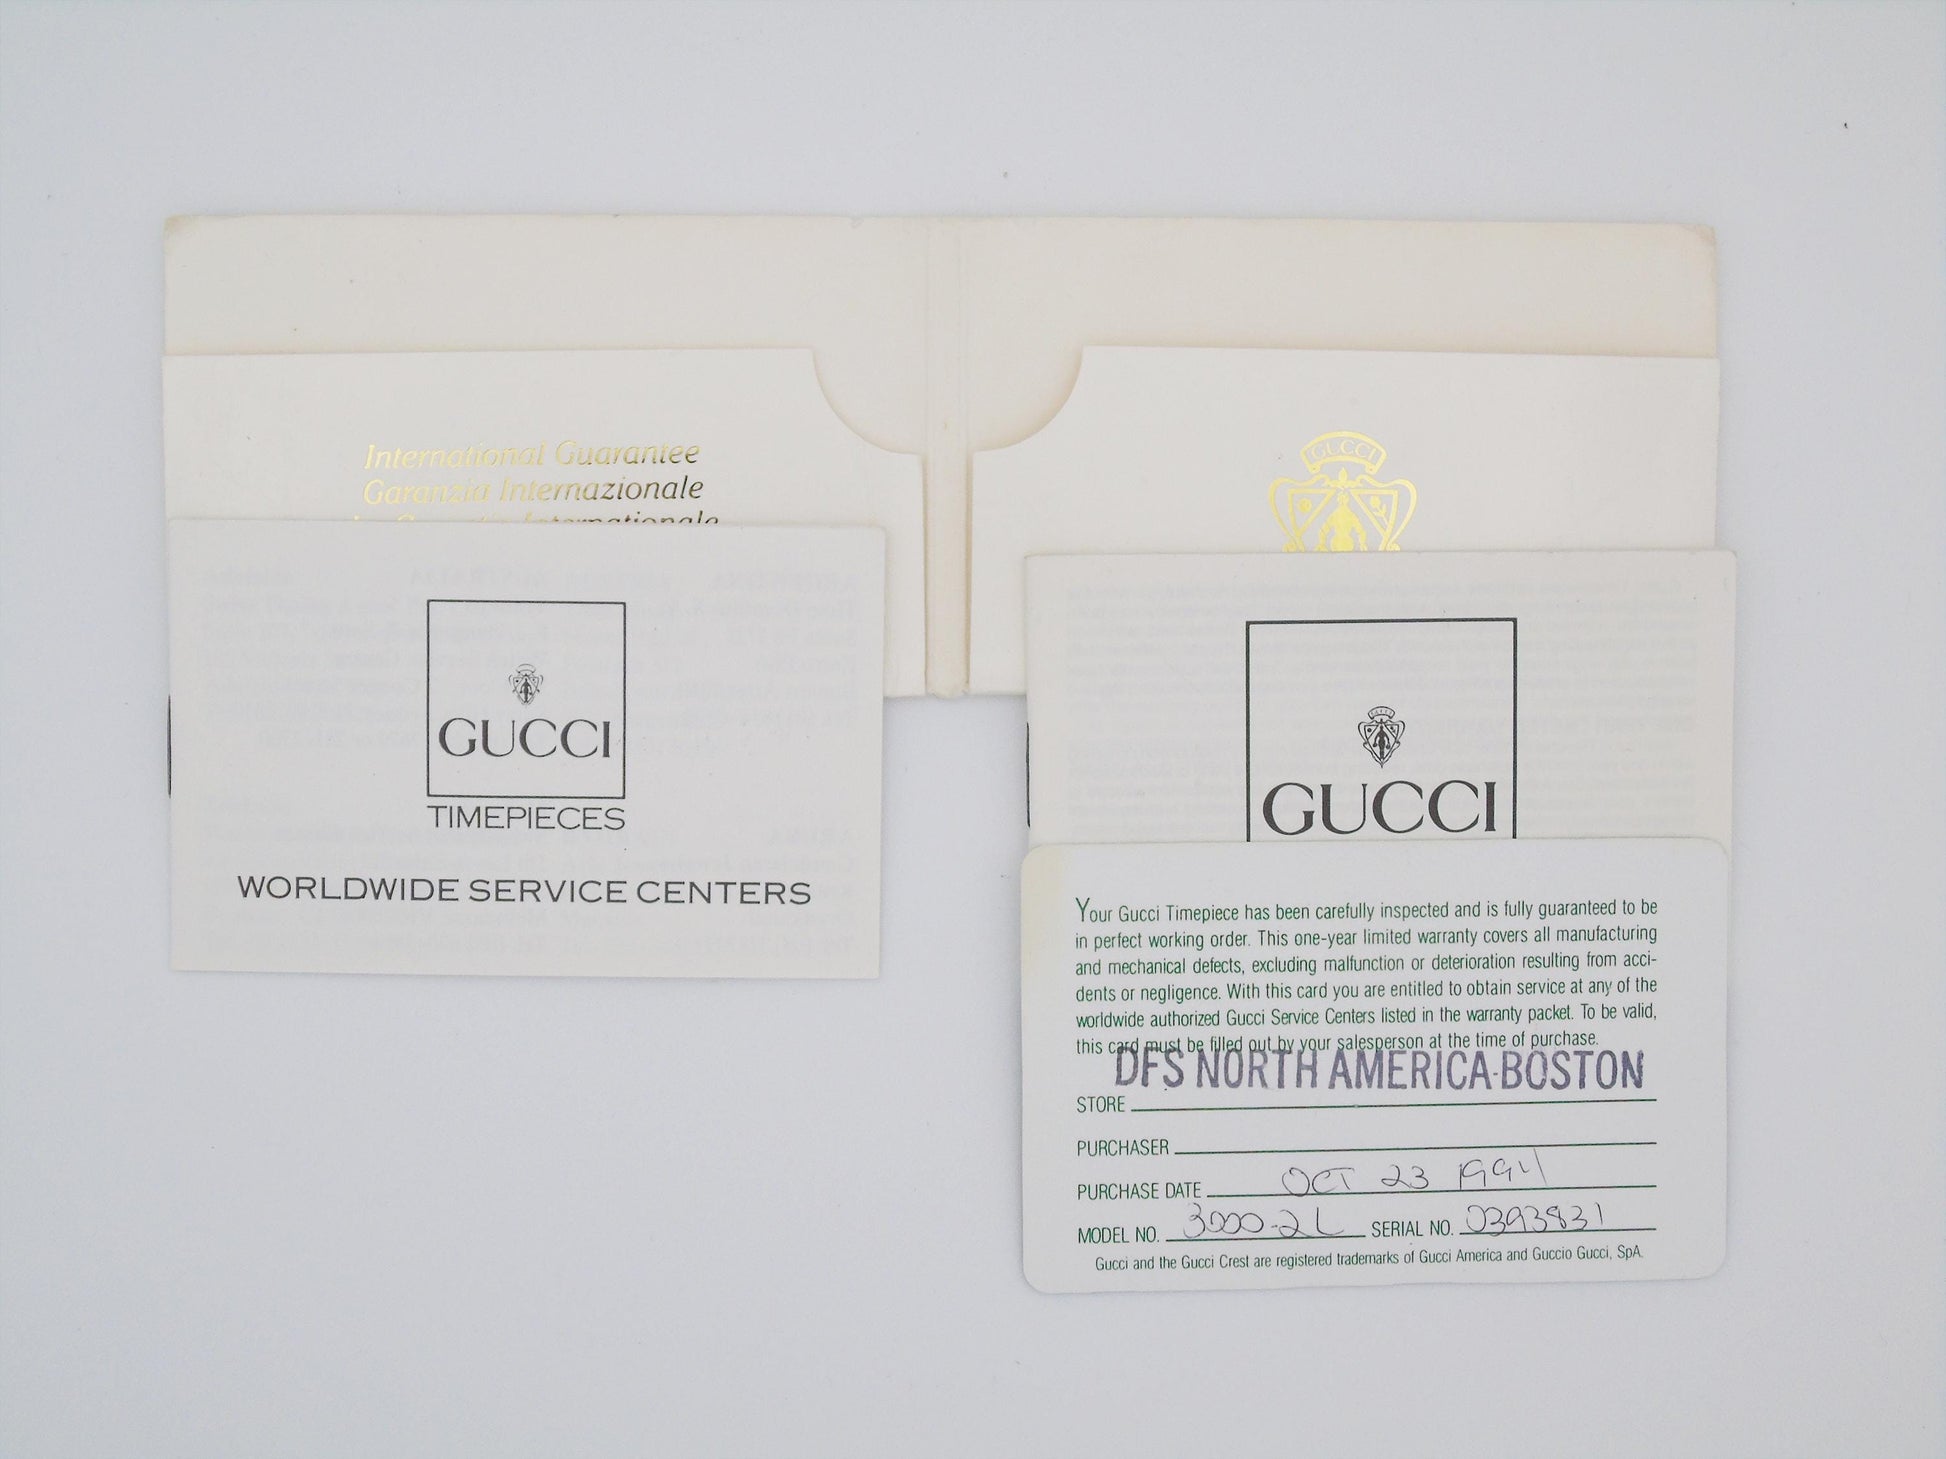 International Guarantee
Garanzia Internazionale
Internationale
GUCCI
GUCCI
TIMEPIECES
WORLDWIDE SERVICE CENTERS
GUCCI
Your Gucci Timepiece has been carefully inspected and is fully guaranteed to be
in perfect working order. This one-year limited warranty covers all manufacturing
and mechanical defects, excluding malfunction or deterioration resulting from acci-
dents or negligence. With this card you are entitled to obtain service at any of the
worldwide authorized Gucci Service Centers listed in the warranty packet. To be valid,
this card must be filled out by your salesperson at the time of purchase.
DFS NORTH AMERICA-BOSTON
STORE
PURCHASER
PURCHASE DATE OCT 23 1994
MODEL NO. 3000-2L SERIAL NO. 0393831
Gucci and the Gucci Crest are registered trademarks of Gucci America and Guccio Gucci, SpA.